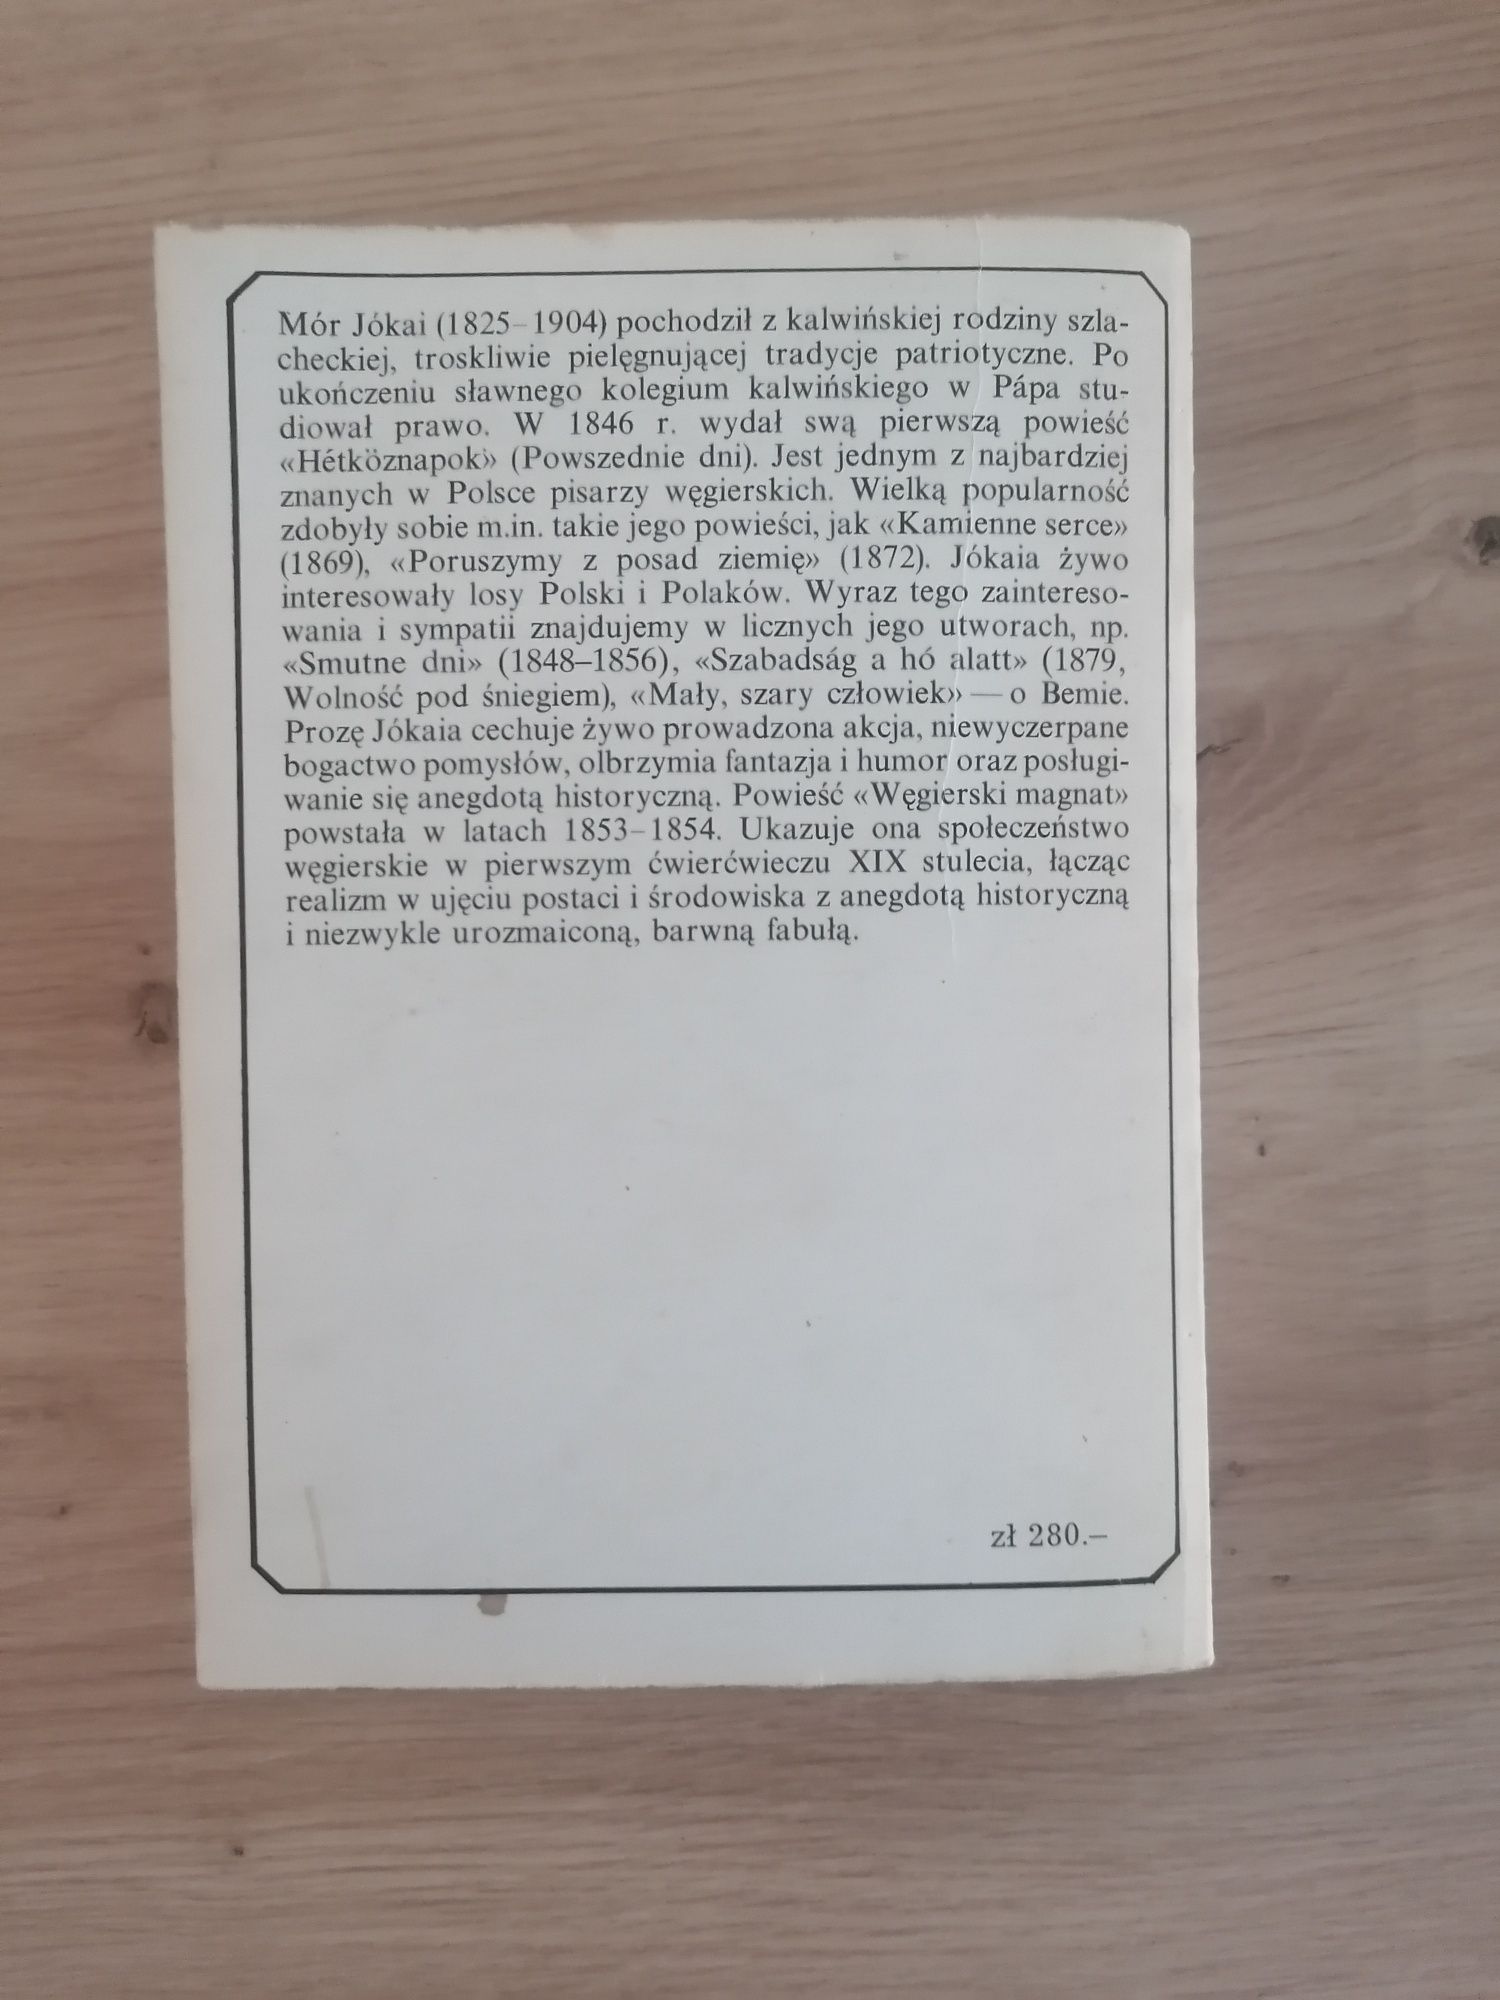 Mór Jókai (1825–1904) pochodził z kalwińskiej rodziny szla-
checkiej, troskliwie pielęgnującej tradycje patriotyczne. Po
ukończeniu sławnego kolegium kalwińskiego w Pápa stu-
diował prawo. W 1846 r. wydał swą pierwszą powieść
«Hétköznapok» (Powszednie dni). Jest jednym z najbardziej
znanych w Polsce pisarzy węgierskich. Wielką popularność
zdobyły sobie m.in. takie jego powieści, jak «Kamienne serce»
(1869), «Poruszymy z posad ziemię» (1872). Jókaia żywo
interesowały losy Polski i Polaków. Wyraz tego zaintereso-
wania i sympatii znajdujemy w licznych jego utworach, np.
«Smutne dni» (1848–1856), «Szabadság a hó alatt» (1879,
Wolność pod śniegiem), «Mały, szary człowiek» — o Bemie.
Prozę Jókaia cechuje żywo prowadzona akcja, niewyczerpane
bogactwo pomysłów, olbrzymia fantazja i humor oraz posługi-
wanie się anegdotą historyczną. Powieść «Węgierski magnat»
powstała w latach 1853–1854. Ukazuje ona społeczeństwo
węgierskie w pierwszym ćwierćwieczu XIX stulecia, łącząc
realizm w ujęciu postaci i środowiska z anegdotą historyczną
i niezwykle urozmaiconą, barwną fabułą.
zł 280.–